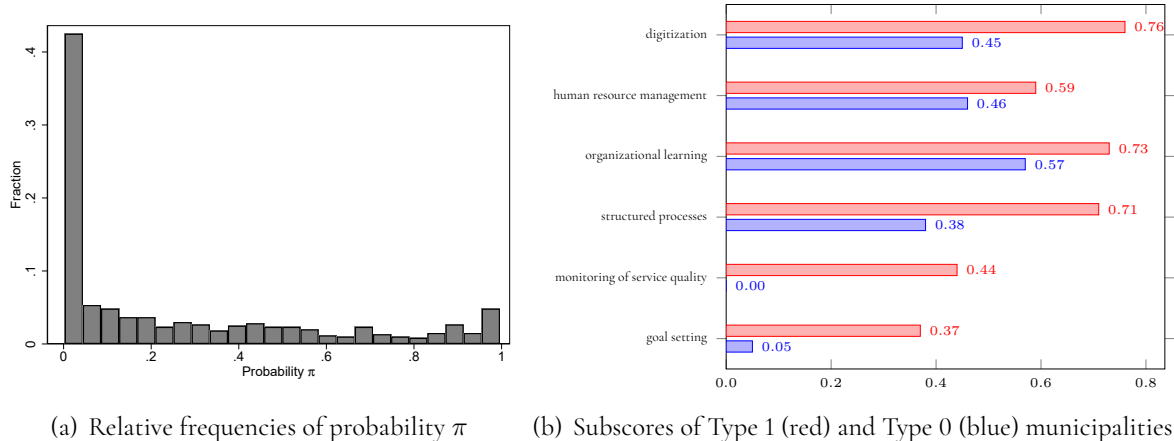 Fraction
.4
.3
.2
.1
0
0
.2
.4
.6
.8
1
Probability π
(a) Relative frequencies of probability π
digitization
0.76
0.45
human resource management
0.59
0.46
organizational learning
0.73
0.57
structured processes
0.71
0.38
monitoring of service quality
0.44
0.00
goal setting
0.37
0.05
0.0
0.2
0.4
0.6
0.8
(b) Subscores of Type 1 (red) and Type 0 (blue) municipalities